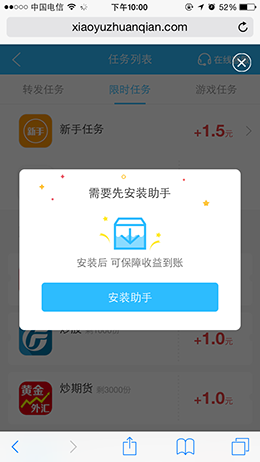 中国电信 下午10:00 52%
xiaoyuzhuanqian.com
任务列表 在线
转发任务 限时任务 游戏任务
新手 新手任务 +1.5元
需要先安装助手
安装后 可保障收益到账
安装助手
炒股 剩1000份 +1.0元
黄金
外汇 炒期货 剩3000份 +1.0元